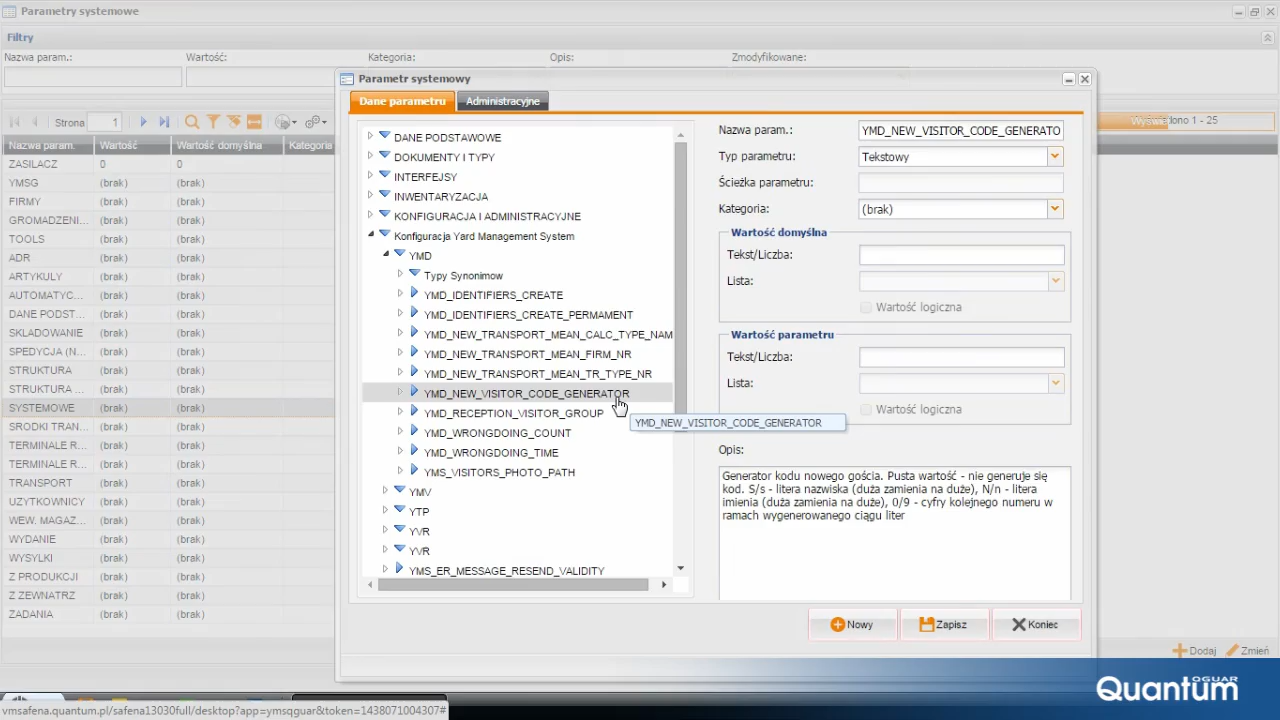 Parametry systemowe
Filtry
Nazwa param.: Wartość: Kategoria: Opis: Zmodyfikowane:
Strona 1
1 - 25
Nazwa param. Wartość Wartość domyślna Kategoria
ZASILACZ 0 0
YMSG (brak) (brak)
FIRMY (brak) (brak)
GROMADZENI... (brak) (brak)
TOOLS (brak) (brak)
ADR (brak) (brak)
ARTYKUŁY (brak) (brak)
AUTOMATYC... (brak) (brak)
DANE PODST... (brak) (brak)
SKŁADOWANIE (brak) (brak)
SPEDYCJA (N... (brak) (brak)
STRUKTURA (brak) (brak)
STRUKTURA ... (brak) (brak)
SYSTEMOWE (brak) (brak)
ŚRODKI TRAN... (brak) (brak)
TERMINALE R... (brak) (brak)
TERMINALE R... (brak) (brak)
TRANSPORT (brak) (brak)
UŻYTKOWNICY (brak) (brak)
WEW. MAGAZ... (brak) (brak)
WYDANIE (brak) (brak)
WYSYŁKI (brak) (brak)
Z PRODUKCJI (brak) (brak)
Z ZEWNATRZ (brak) (brak)
ZADANIA (brak) (brak)
Dodaj Zmień
Parametr systemowy
Dane parametru Administracyjne
DANE PODSTAWOWE
DOKUMENTY I TYPY
INTERFEJSY
INWENTARYZACJA
KONFIGURACJA I ADMINISTRACYJNE
Konfiguracja Yard Management System
YMD
Typy Synonimow
YMD_IDENTIFIERS_CREATE
YMD_IDENTIFIERS_CREATE_PERMAMENT
YMD_NEW_TRANSPORT_MEAN_CALC_TYPE_NAM
YMD_NEW_TRANSPORT_MEAN_FIRM_NR
YMD_NEW_TRANSPORT_MEAN_TR_TYPE_NR
YMD_NEW_VISITOR_CODE_GENERATOR
YMD_RECEPTION_VISITOR_GROUP
YMD_NEW_VISITOR_CODE_GENERATOR
YMD_WRONGDOING_COUNT
YMD_WRONGDOING_TIME
YMS_VISITORS_PHOTO_PATH
YMV
YTP
YVR
YVR
YMS_ER_MESSAGE_RESEND_VALIDITY
Nazwa param.: YMD_NEW_VISITOR_CODE_GENERATO
Typ parametru: Tekstowy
Ścieżka parametru:
Kategoria: (brak)
Wartość domyślna
Tekst/Liczba:
Lista:
Wartość logiczna
Wartość parametru
Tekst/Liczba:
Lista:
Wartość logiczna
Opis:
Generator kodu nowego gościa. Pusta wartość - nie generuje się
kod. S/s - litera nazwiska (duża zamienia na duże), N/n - litera
imienia (duża zamienia na duże), 0/9 - cyfry kolejnego numeru w
ramach wygenerowanego ciągu liter
Nowy Zapisz Koniec
Quantum
OGUAR
vmsafena.quantum.pl/safena13030full/desktop?app=ymsqguar&token=1438071004307#